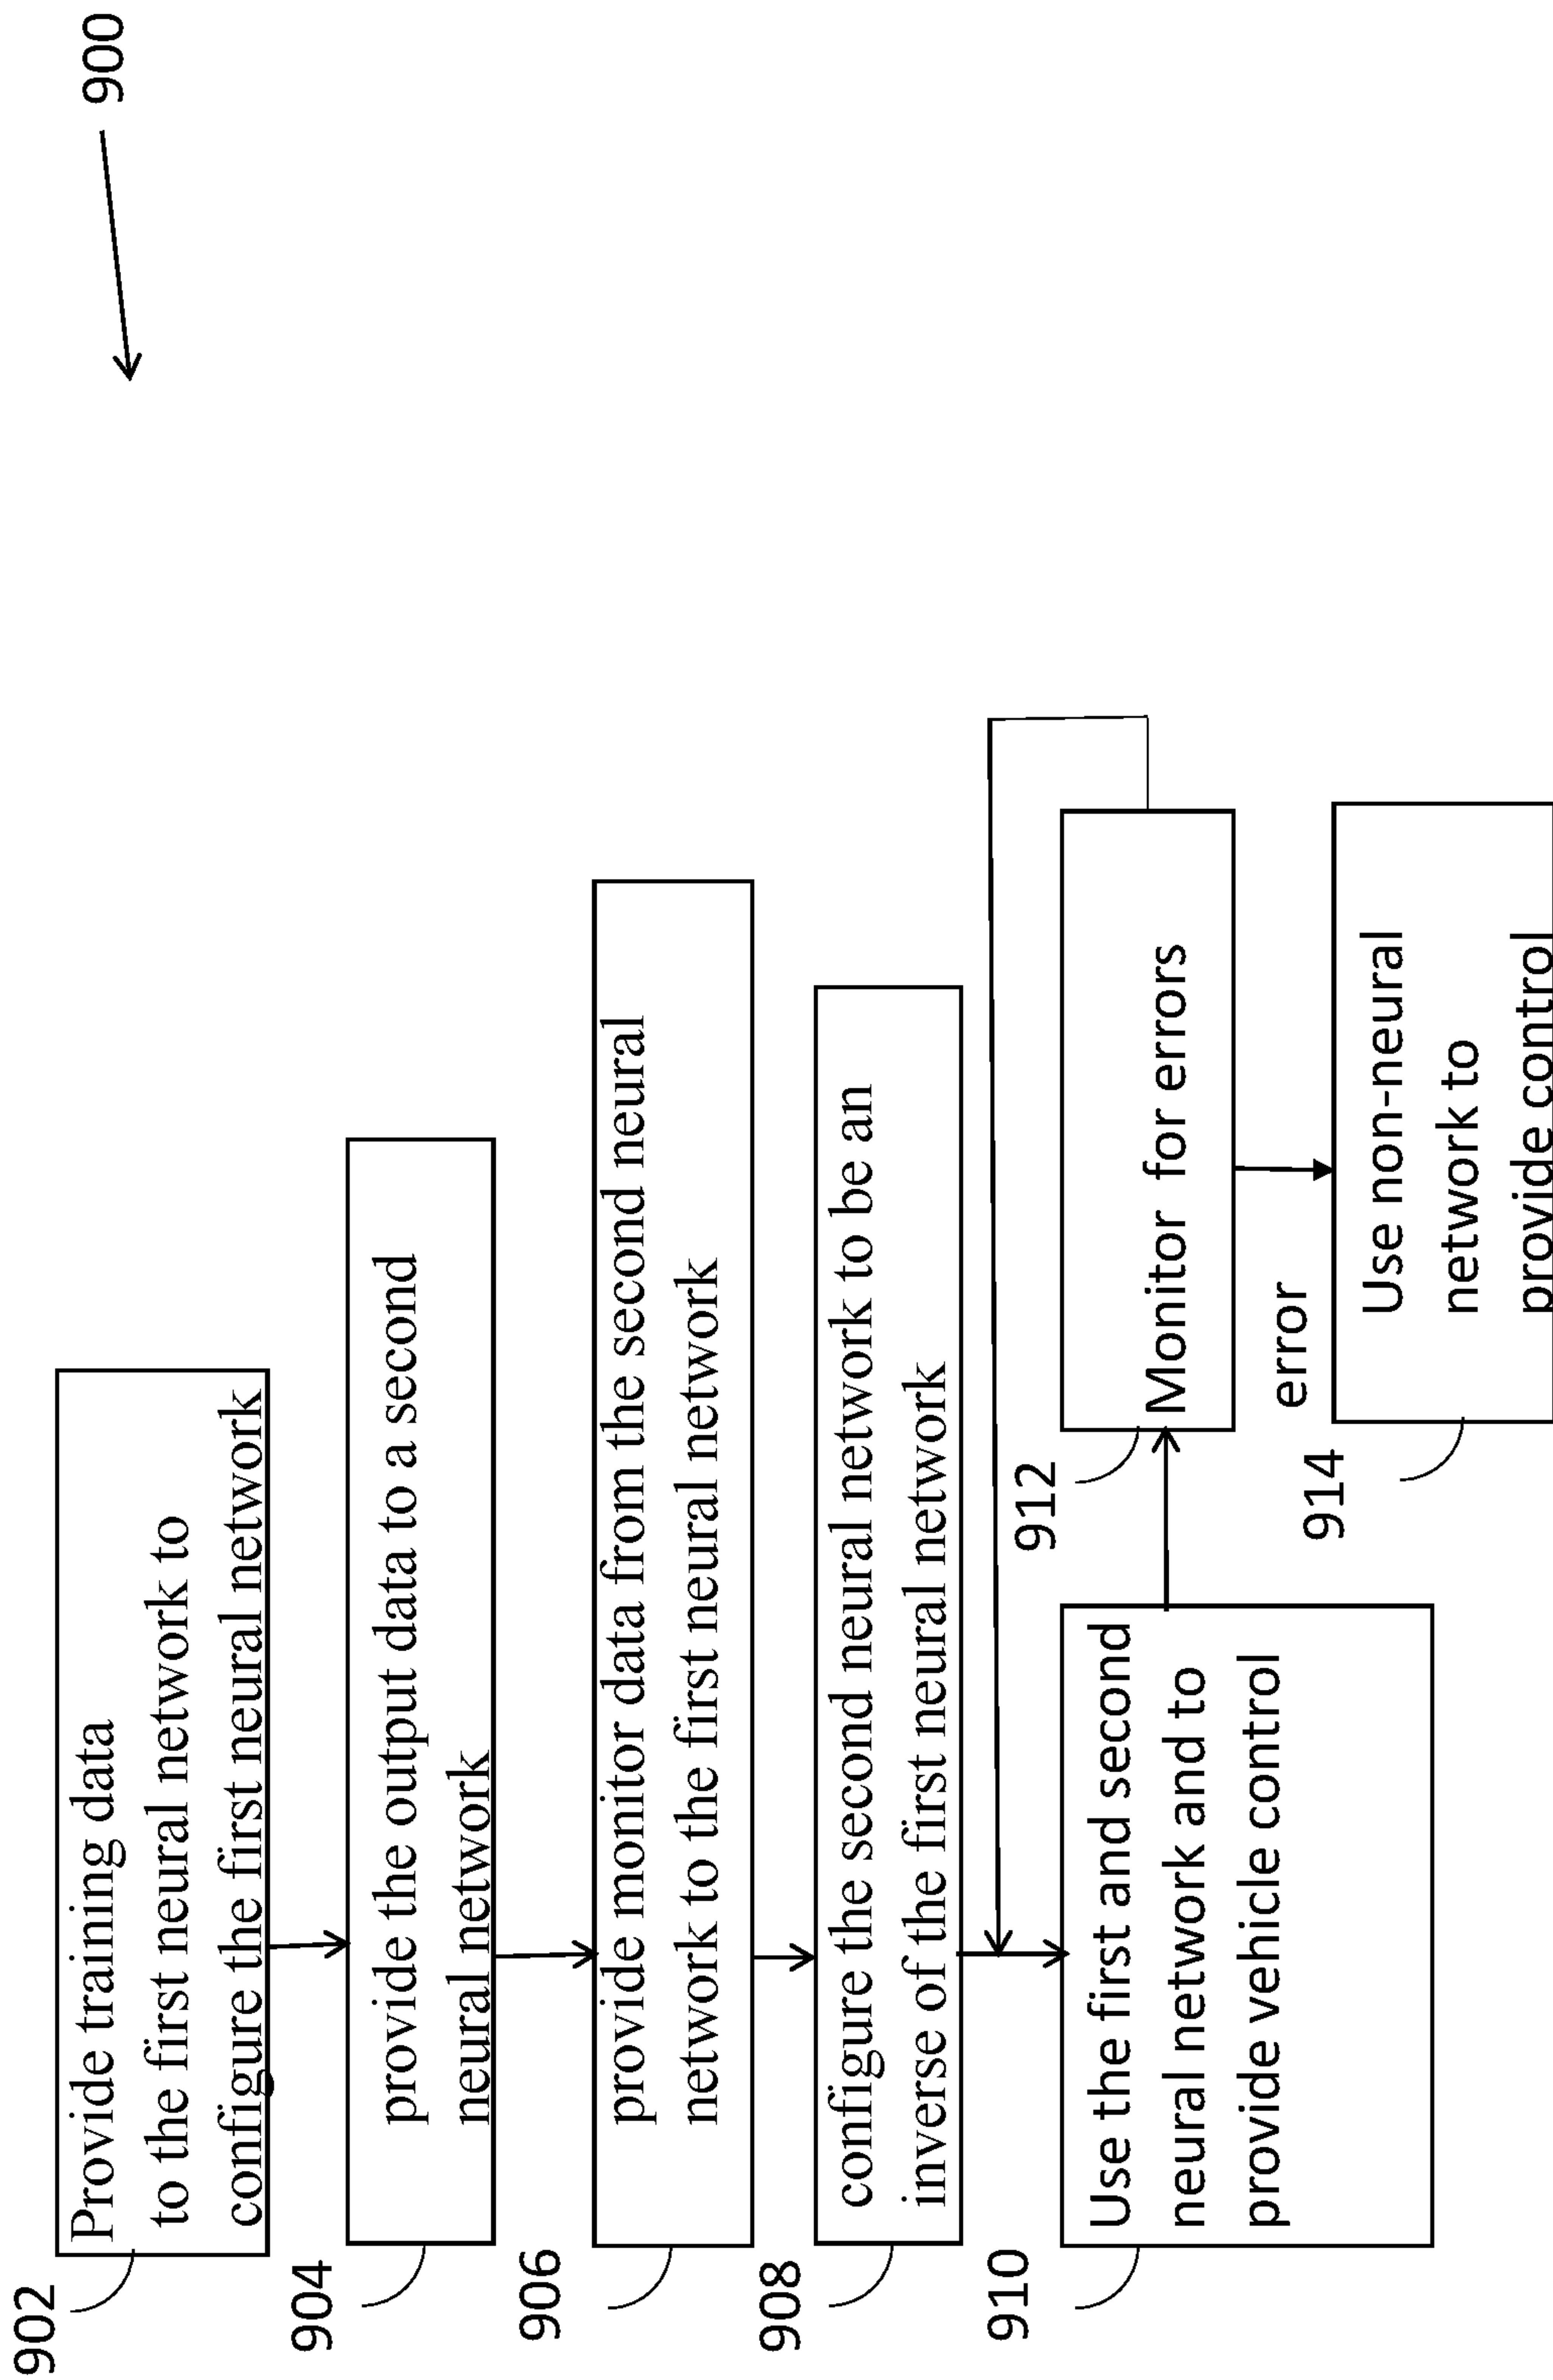 900
902
Provide training data
to the first neural network to
configure the first neural network
904
provide the output data to a second
neural network
906
provide monitor data from the second neural
network to the first neural network
908
configure the second neural network to be an
inverse of the first neural network
910
Use the first and second
neural network and to
provide vehicle control
912
Monitor for errors
error
914
Use non-neural
network to
provide control